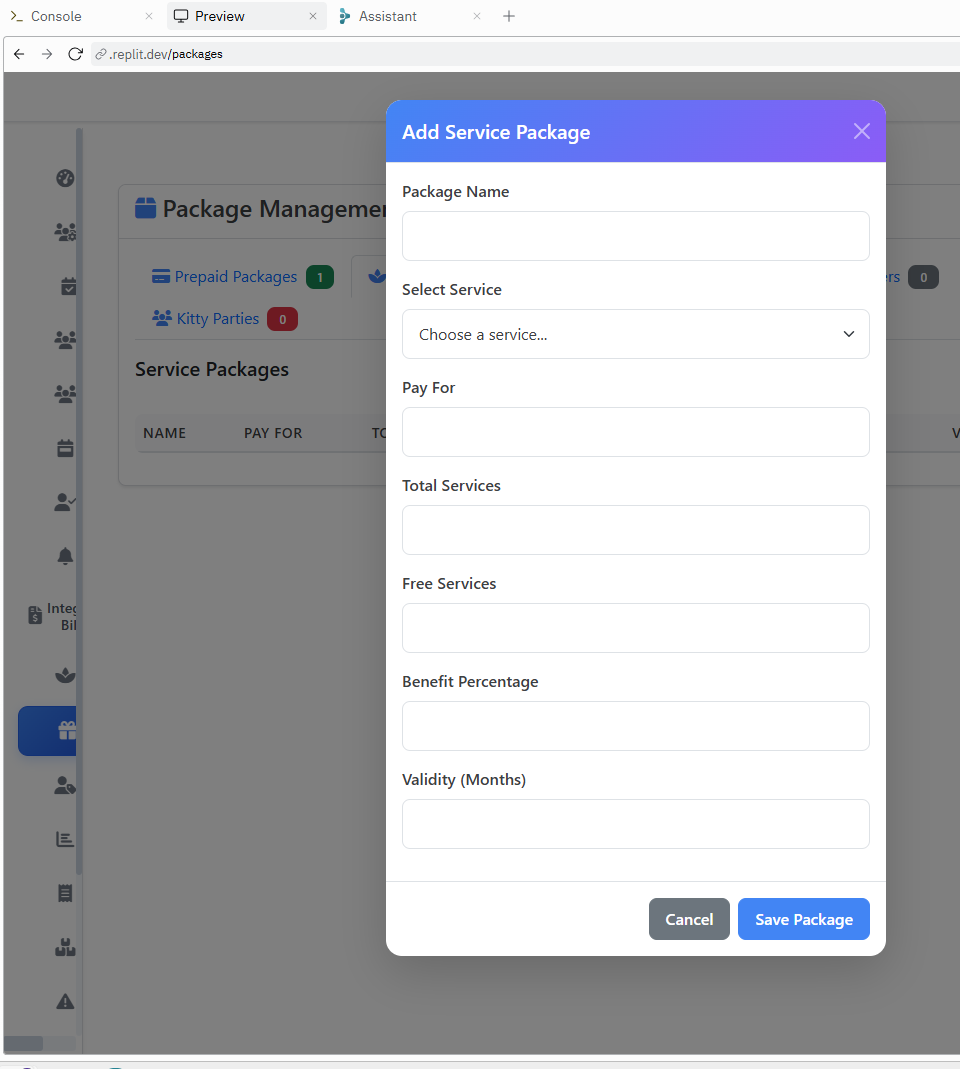 Console
Preview
Assistant
.replit.dev/packages
Add Service Package
Package Name
Select Service
Choose a service...
Pay For
Total Services
Free Services
Benefit Percentage
Validity (Months)
Cancel
Save Package
Package Managemen
Prepaid Packages 1
ers 0
Kitty Parties 0
Service Packages
NAME PAY FOR TO V
Integ
Bil